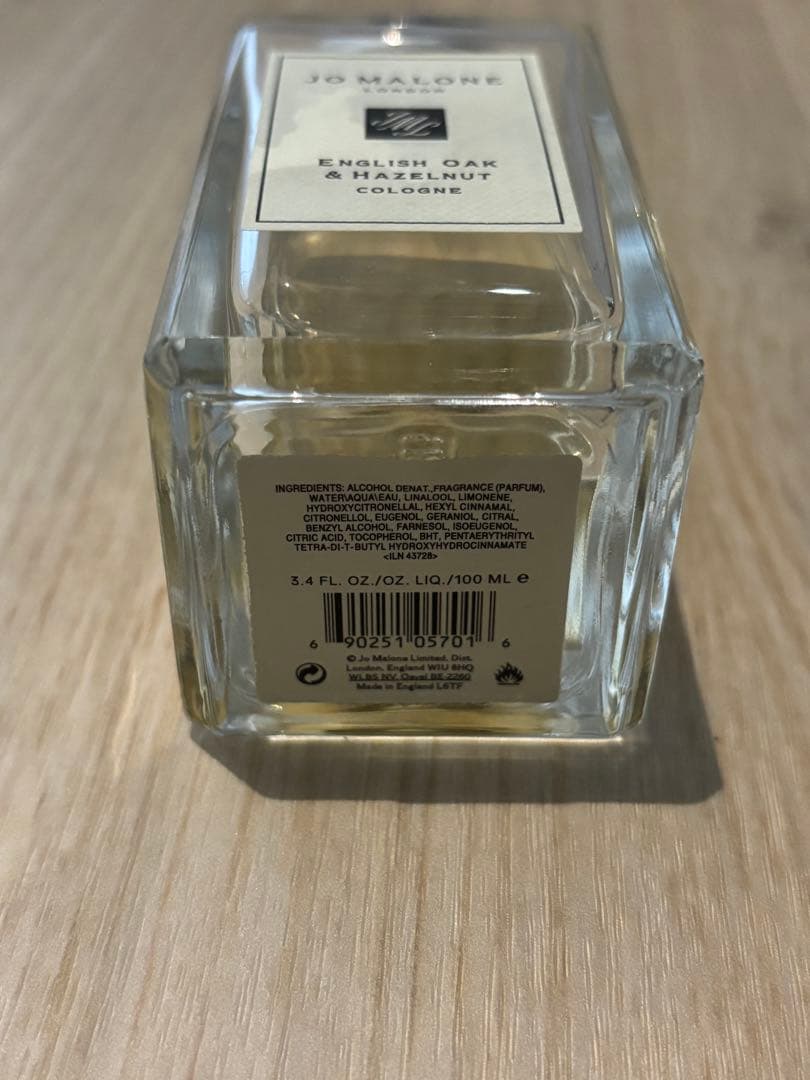 JO MALONE
LONDON
ENGLISH OAK
& HAZELNUT
COLOGNE
INGREDIENTS: ALCOHOL DENAT.,FRAGRANCE (PARFUM),
WATER\AQUA\EAU, LINALOOL, LIMONENE,
HYDROXYCITRONELLAL, HEXYL CINNAMAL,
CITRONELLOL, EUGENOL, GERANIOL, CITRAL,
BENZYL ALCOHOL, FARNESOL, ISOEUGENOL,
CITRIC ACID, TOCOPHEROL, BHT, PENTAERYTHRITYL
TETRA-DI-T-BUTYL HYDROXYHYDROCINNAMATE
<ILN 43728>
3.4 FL. OZ./OZ. LIQ./100 ML ℮
6 90251 05701 6
© Jo Malone Limited, Dist.
London, England W1U 8HQ
WLBS NV, Oevel BE-2260
Made in England L6TF